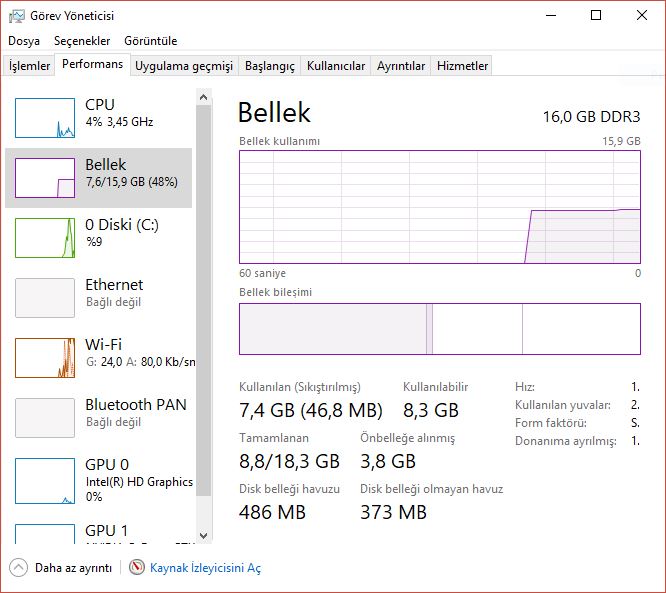 Görev Yöneticisi
Dosya Seçenekler Görüntüle
İşlemler Performans Uygulama geçmişi Başlangıç Kullanıcılar Ayrıntılar Hizmetler
CPU
4% 3,45 GHz
Bellek
7,6/15,9 GB (48%)
0 Diski (C:)
%9
Ethernet
Bağlı değil
Wi-Fi
G: 24,0 A: 80,0 Kb/sn
Bluetooth PAN
Bağlı değil
GPU 0
Intel(R) HD Graphics
0%
GPU 1
Bellek
16,0 GB DDR3
Bellek kullanımı
15,9 GB
60 saniye
0
Bellek bileşimi
Kullanılan (Sıkıştırılmış)
7,4 GB (46,8 MB)
Kullanılabilir
8,3 GB
Tamamlanan
8,8/18,3 GB
Önbelleğe alınmış
3,8 GB
Disk belleği havuzu
486 MB
Disk belleği olmayan havuz
373 MB
Hız: 1.
Kullanılan yuvalar: 2.
Form faktörü: S.
Donanıma ayrılmış: 1.
Daha az ayrıntı
Kaynak İzleyicisini Aç